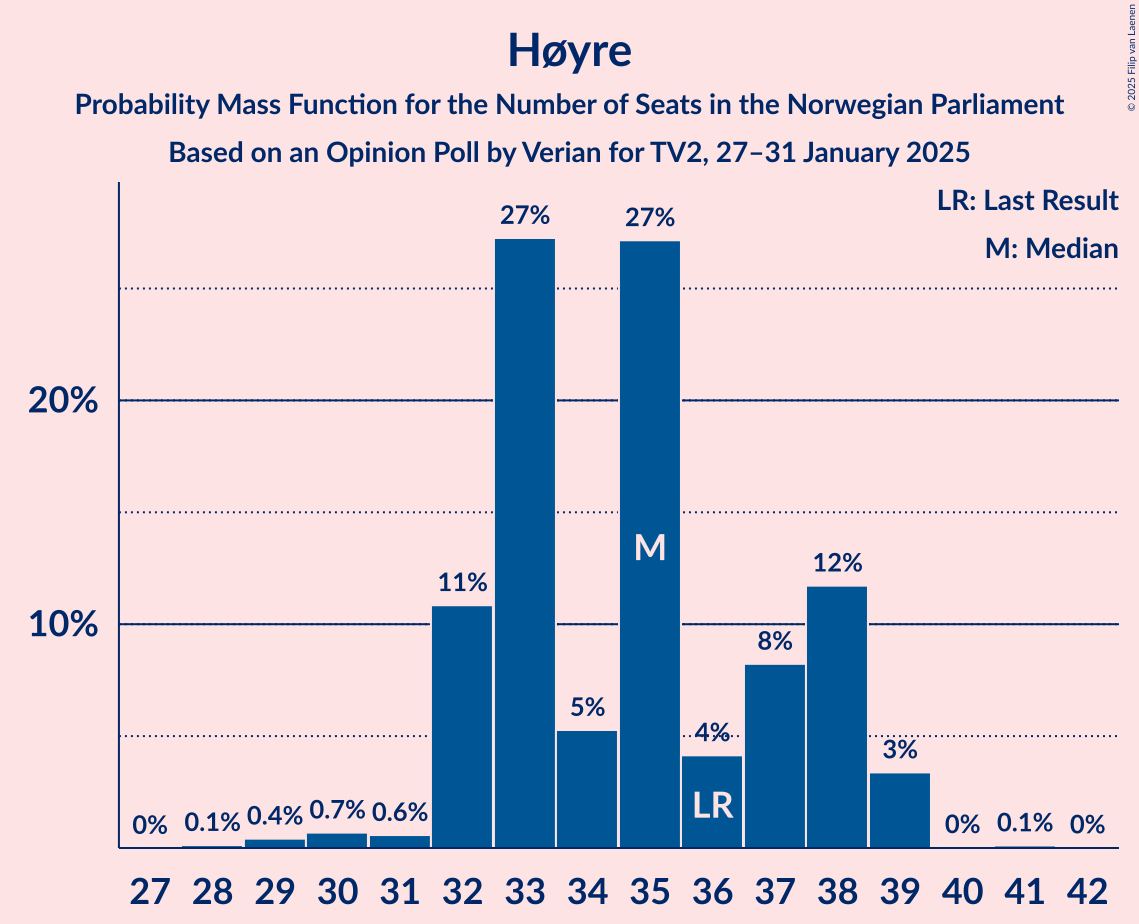 Høyre
Probability Mass Function for the Number of Seats in the Norwegian Parliament
Based on an Opinion Poll by Verian for TV2, 27–31 January 2025
© 2025 Filip van Laenen
LR: Last Result
M: Median
20%
10%
0% 0.1% 0.4% 0.7% 0.6% 11% 27% 5% 27% 4% 8% 12% 3% 0% 0.1% 0%
M
LR
27 28 29 30 31 32 33 34 35 36 37 38 39 40 41 42